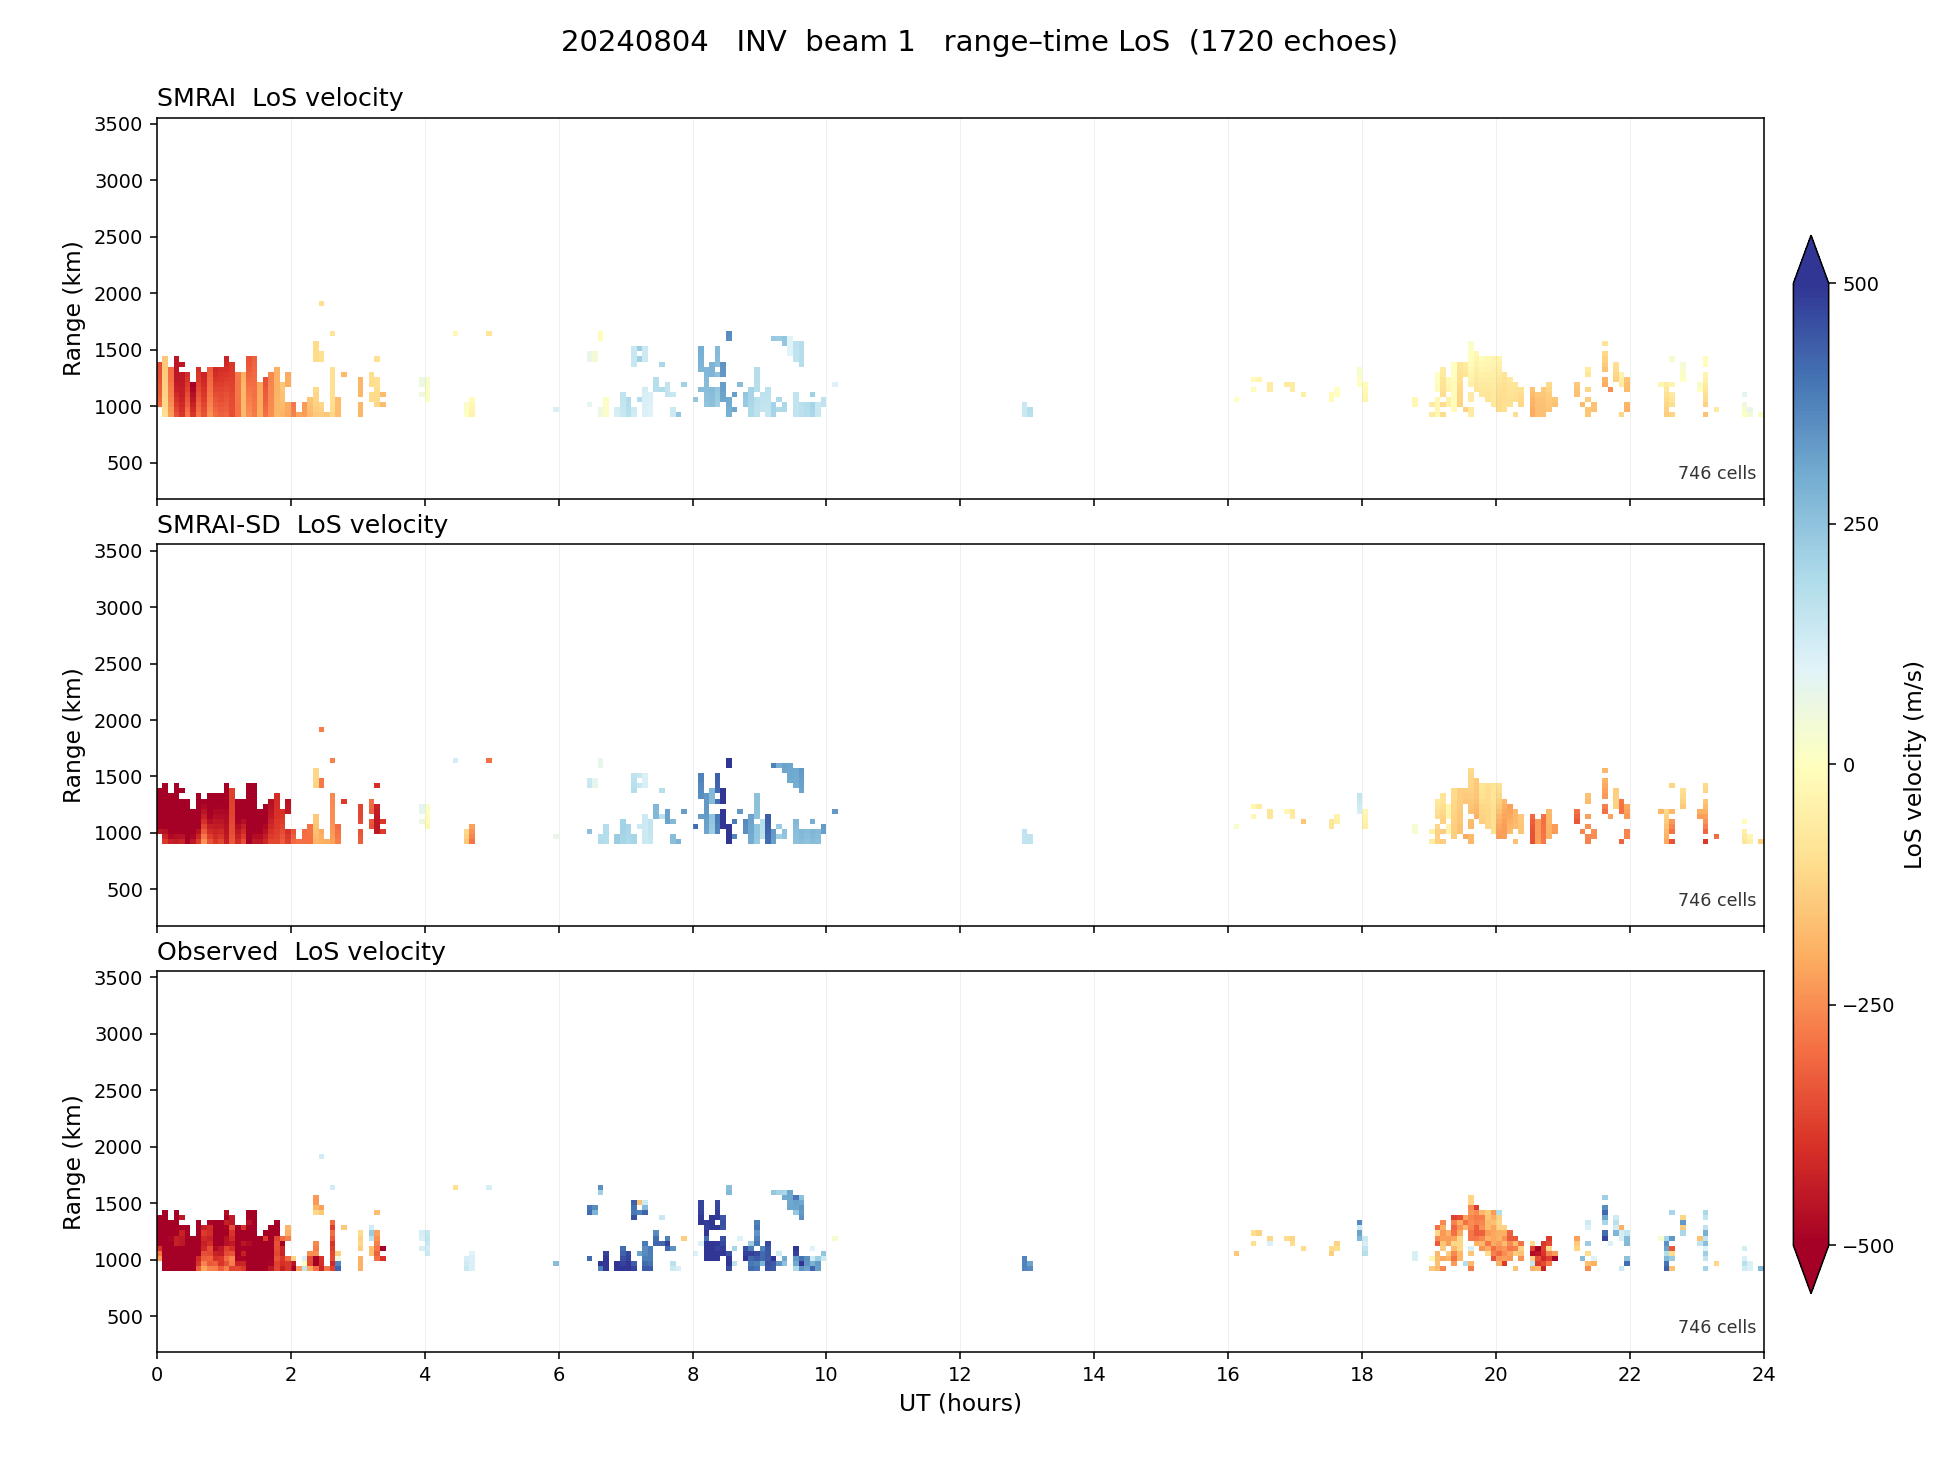 20240804   INV  beam 1   range–time LoS  (1720 echoes)
SMRAI  LoS velocity
3500
3000
2500
2000
1500
1000
500
Range (km)
746 cells
SMRAI-SD  LoS velocity
3500
3000
2500
2000
1500
1000
500
Range (km)
746 cells
Observed  LoS velocity
3500
3000
2500
2000
1500
1000
500
Range (km)
746 cells
0 2 4 6 8 10 12 14 16 18 20 22 24
UT (hours)
500
250
0
−250
−500
LoS velocity (m/s)